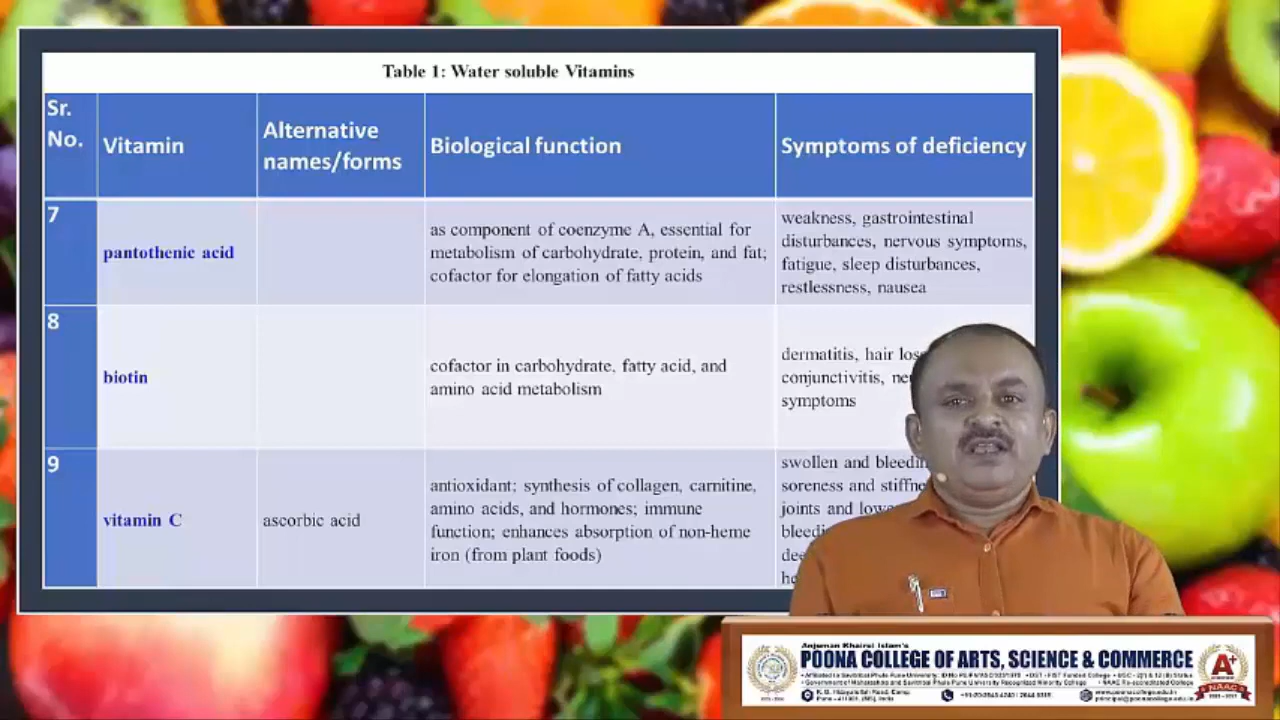 Table 1: Water soluble Vitamins
Sr.
No.
Vitamin
Alternative
names/forms
Biological function
Symptoms of deficiency
7
pantothenic acid
as component of coenzyme A, essential for
metabolism of carbohydrate, protein, and fat;
cofactor for elongation of fatty acids
weakness, gastrointestinal
disturbances, nervous symptoms,
fatigue, sleep disturbances,
restlessness, nausea
8
biotin
cofactor in carbohydrate, fatty acid, and
amino acid metabolism
dermatitis, hair
conjunctivitis,
symptoms
9
vitamin C
ascorbic acid
antioxidant; synthesis of collagen, carnitine,
amino acids, and hormones; immune
function; enhances absorption of non-heme
iron (from plant foods)
swollen and
soreness and
joints and
Anjuman Khairul Islam's
POONA COLLEGE OF ARTS, SCIENCE & COMMERCE
A+
NAAC